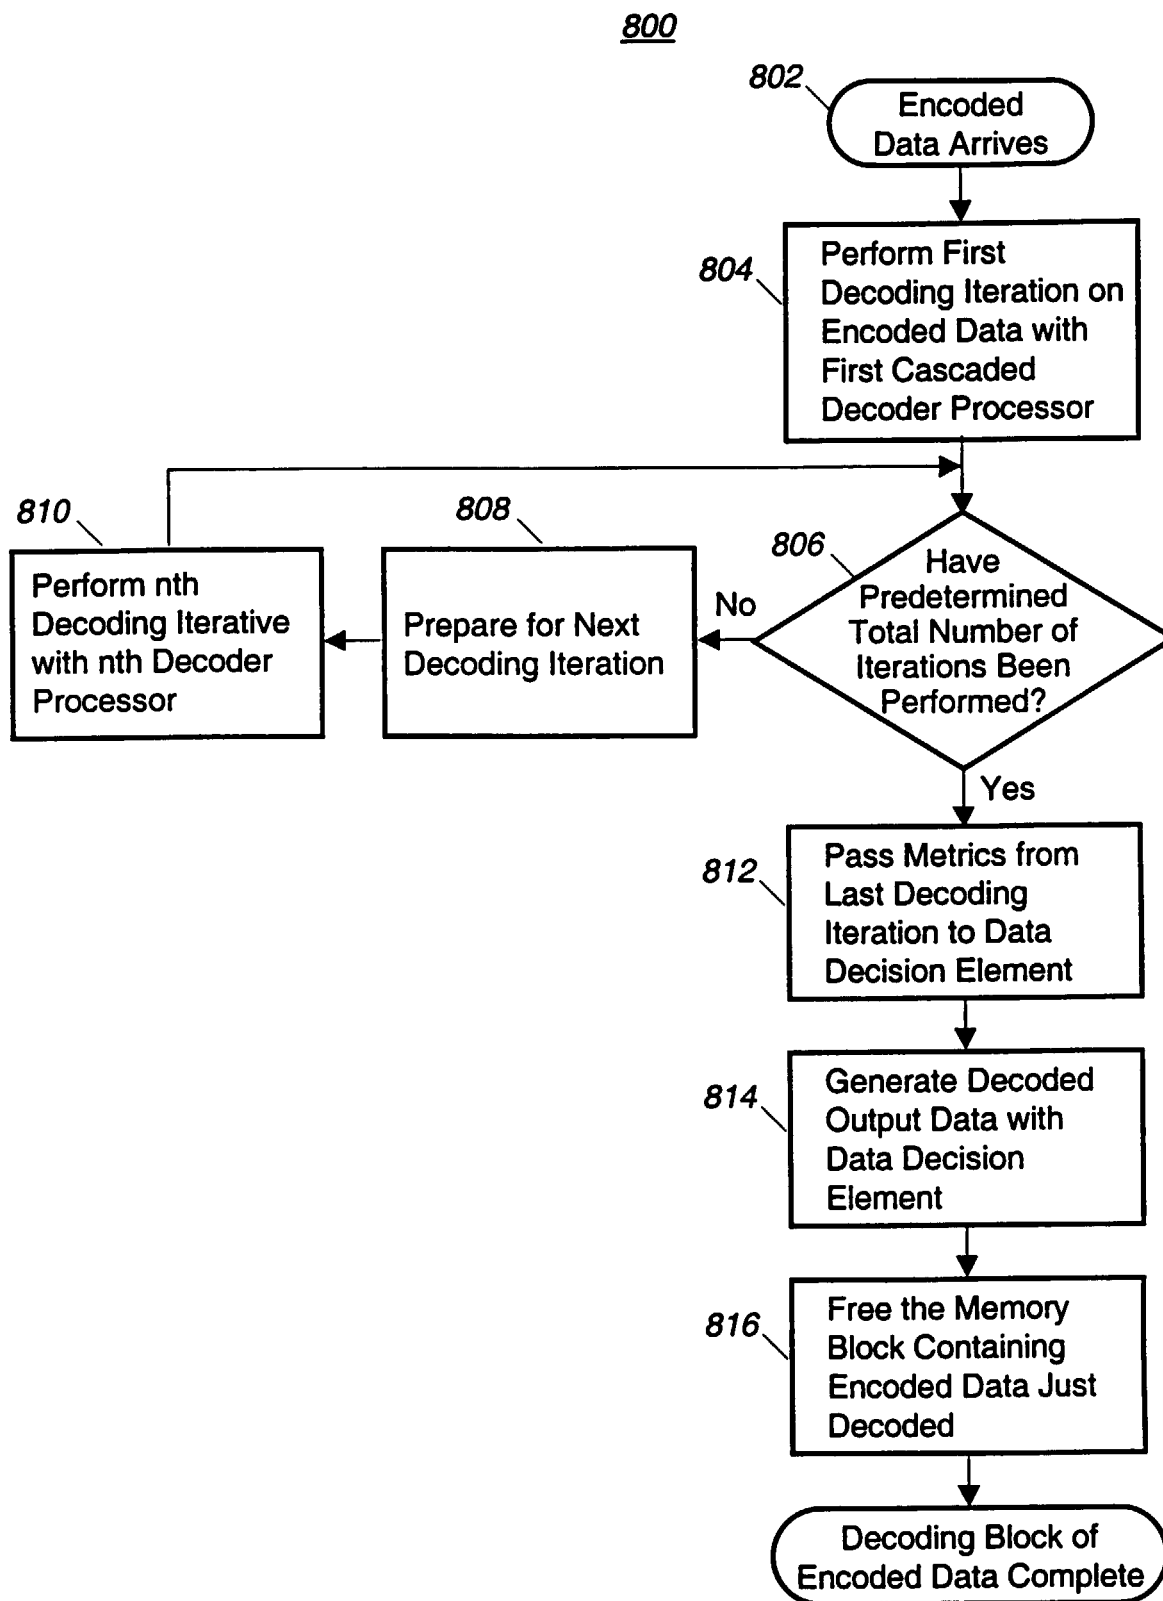 800
802
Encoded
Data Arrives
804
Perform First
Decoding Iteration on
Encoded Data with
First Cascaded
Decoder Processor
810
Perform nth
Decoding Iterative
with nth Decoder
Processor
808
Prepare for Next
Decoding Iteration
No
806
Have
Predetermined
Total Number of
Iterations Been
Performed?
Yes
812
Pass Metrics from
Last Decoding
Iteration to Data
Decision Element
814
Generate Decoded
Output Data with
Data Decision
Element
816
Free the Memory
Block Containing
Encoded Data Just
Decoded
Decoding Block of
Encoded Data Complete